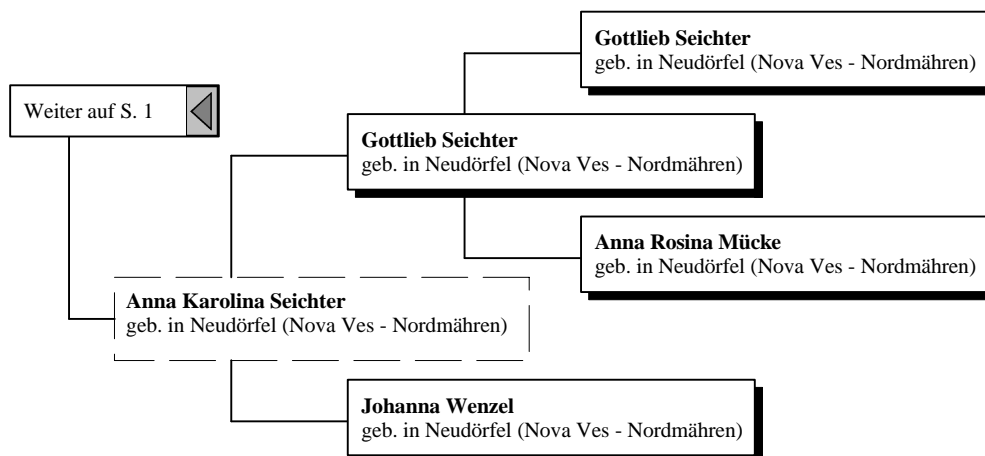 Gottlieb Seichter
geb. in Neudörfel (Nova Ves - Nordmähren)
Weiter auf S. 1
Gottlieb Seichter
geb. in Neudörfel (Nova Ves - Nordmähren)
Anna Rosina Mücke
geb. in Neudörfel (Nova Ves - Nordmähren)
Anna Karolina Seichter
geb. in Neudörfel (Nova Ves - Nordmähren)
Johanna Wenzel
geb. in Neudörfel (Nova Ves - Nordmähren)